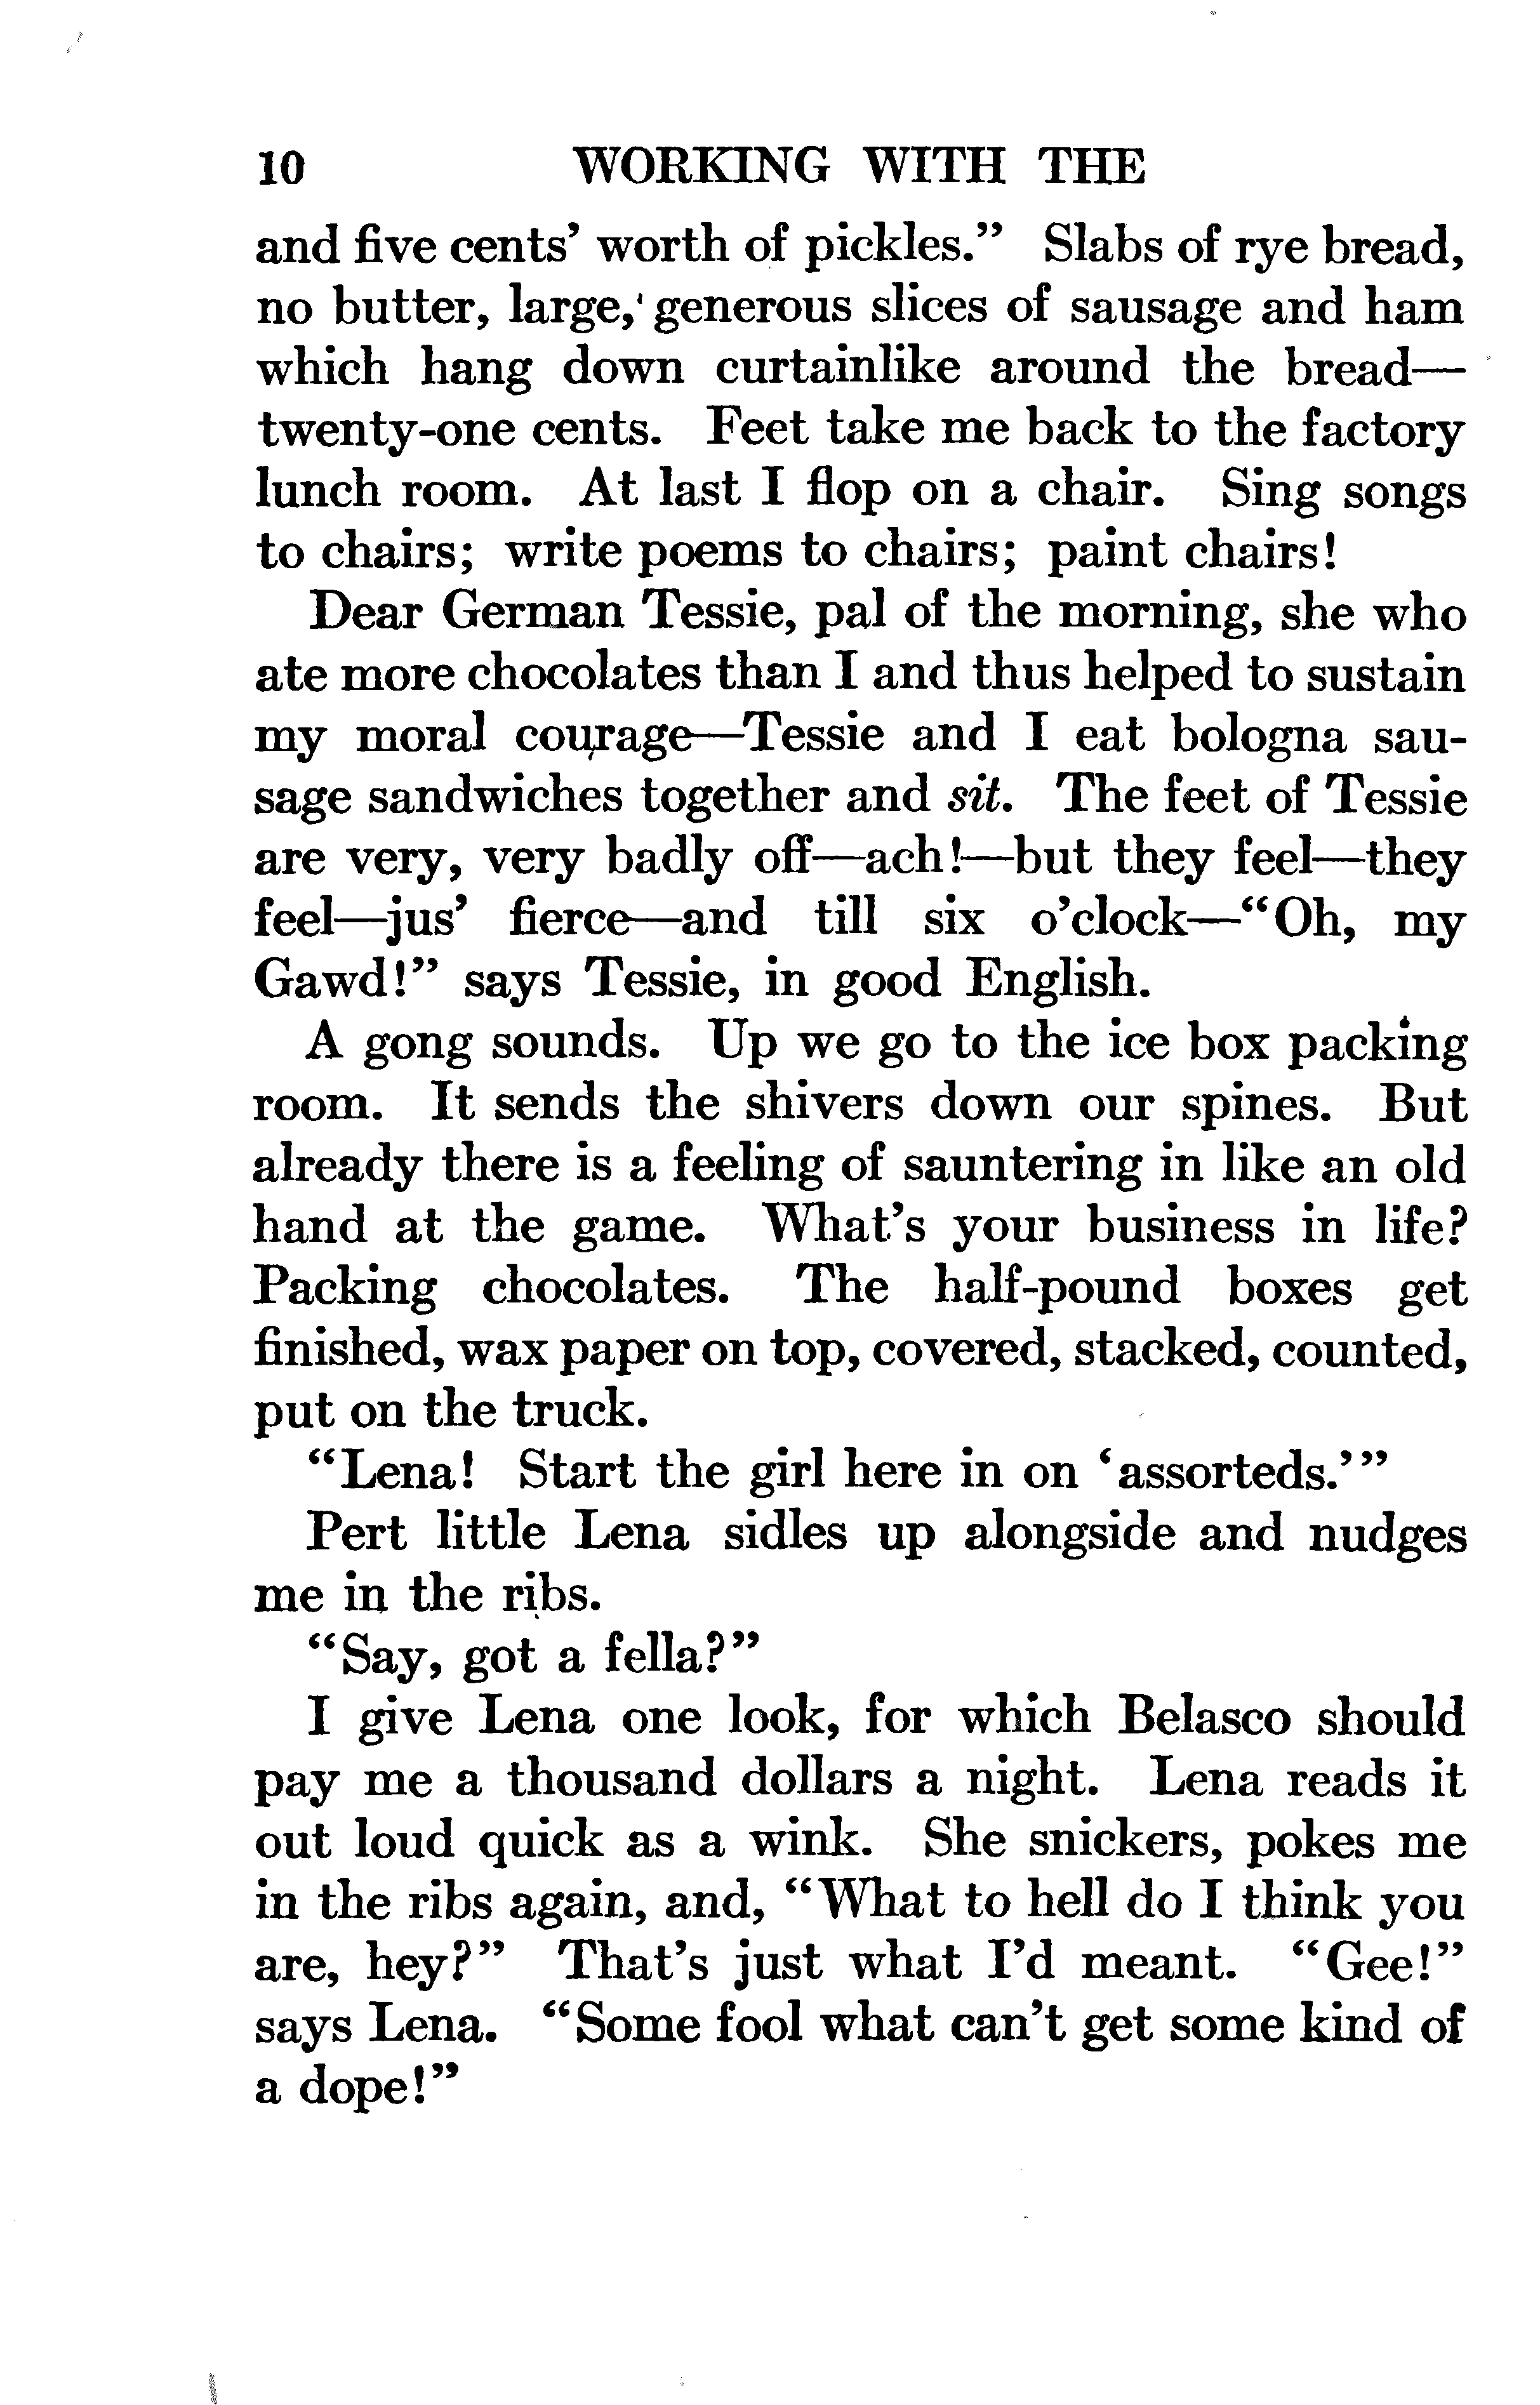 10 WORKING WITH THE
and five cents’ worth of pickles.” Slabs of rye bread,
no butter, large, generous slices of sausage and ham
which hang down curtainlike around the bread—
twenty-one cents. Feet take me back to the factory
lunch room. At last I flop on a chair. Sing songs
to chairs; write poems to chairs; paint chairs!
Dear German Tessie, pal of the morning, she who
ate more chocolates than I and thus helped to sustain
my moral courage—Tessie and I eat bologna sau-
sage sandwiches together and sit. The feet of Tessie
are very, very badly off—ach!—but they feel—they
feel—jus’ fierce—and till six o’clock—“Oh, my
Gawd!” says Tessie, in good English.
A gong sounds. Up we go to the ice box packing
room. It sends the shivers down our spines. But
already there is a feeling of sauntering in like an old
hand at the game. What’s your business in life?
Packing chocolates. The half-pound boxes get
finished, wax paper on top, covered, stacked, counted,
put on the truck.
“Lena! Start the girl here in on ‘assorteds.’”
Pert little Lena sidles up alongside and nudges
me in the ribs.
“Say, got a fella?”
I give Lena one look, for which Belasco should
pay me a thousand dollars a night. Lena reads it
out loud quick as a wink. She snickers, pokes me
in the ribs again, and, “What to hell do I think you
are, hey?” That’s just what I’d meant. “Gee!”
says Lena. “Some fool what can’t get some kind of
a dope!”